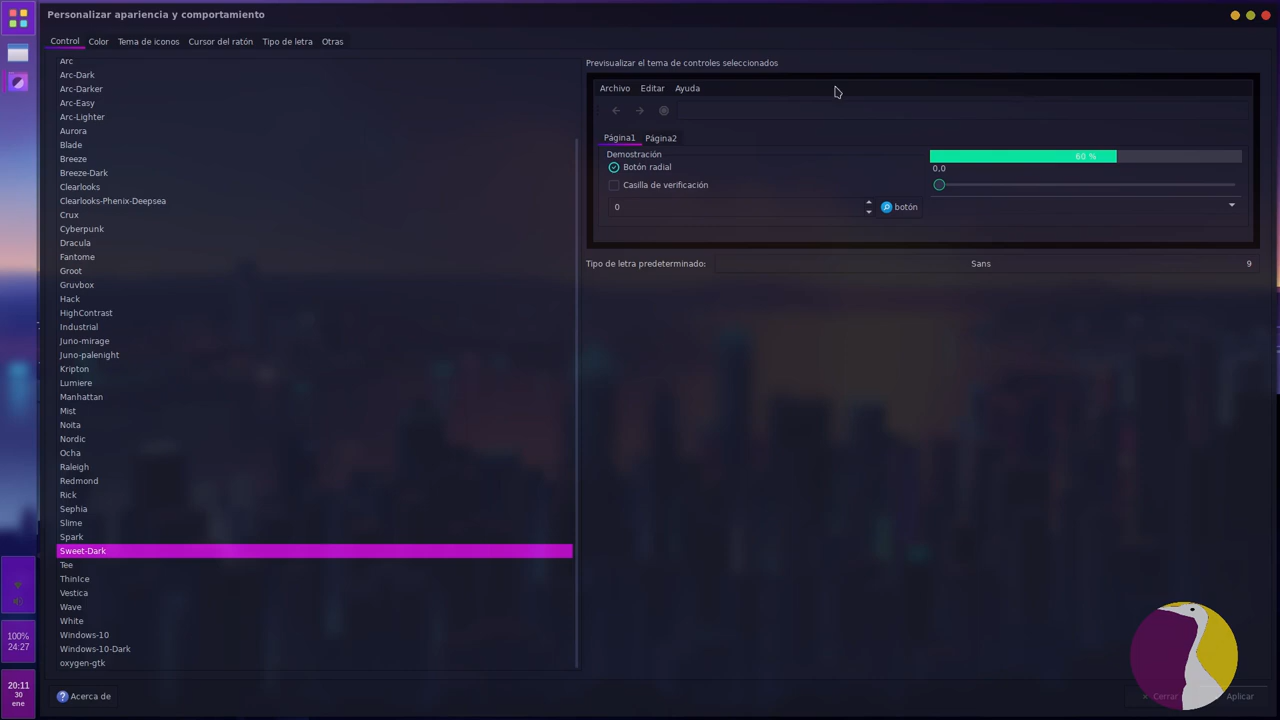 Personalizar apariencia y comportamiento
Control Color Tema de iconos Cursor del ratón Tipo de letra Otras
Arc
Arc-Dark
Arc-Darker
Arc-Easy
Arc-Lighter
Aurora
Blade
Breeze
Breeze-Dark
Clearlooks
Clearlooks-Phenix-Deepsea
Crux
Cyberpunk
Dracula
Fantome
Groot
Gruvbox
Hack
HighContrast
Industrial
Juno-mirage
Juno-palenight
Kripton
Lumiere
Manhattan
Mist
Noita
Nordic
Ocha
Raleigh
Redmond
Rick
Sephia
Slime
Spark
Sweet-Dark
Tee
ThinIce
Vestica
Wave
White
Windows-10
Windows-10-Dark
oxygen-gtk
Previsualizar el tema de controles seleccionados
Archivo Editar Ayuda
Página1 Página2
Demostración
Botón radial
Casilla de verificación
0
botón
60 %
0,0
Tipo de letra predeterminado: Sans 9
Acerca de
Cerrar
Aplicar
100%
24:27
20:11
30
ene